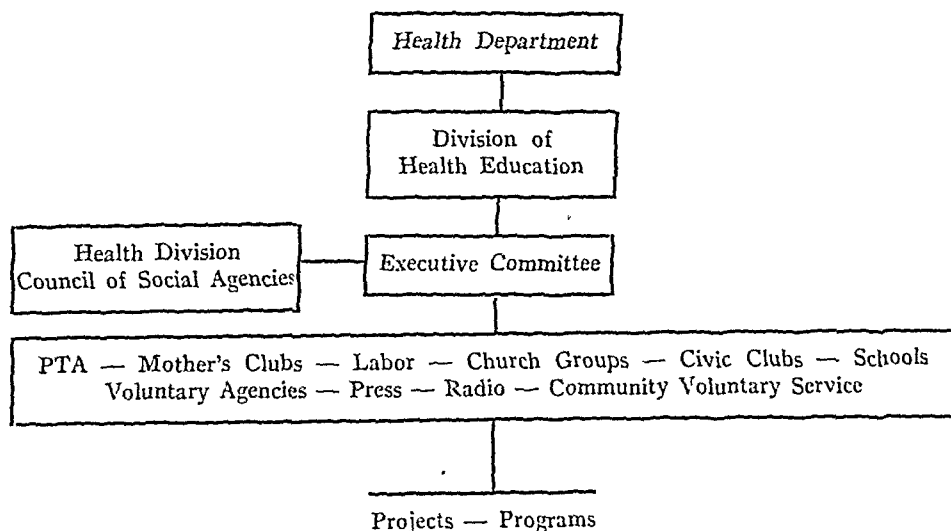 Health Department
Division of
Health Education
Health Division
Council of Social Agencies
Executive Committee
PTA — Mother's Clubs — Labor — Church Groups — Civic Clubs — Schools
Voluntary Agencies — Press — Radio — Community Voluntary Service
Projects — Programs